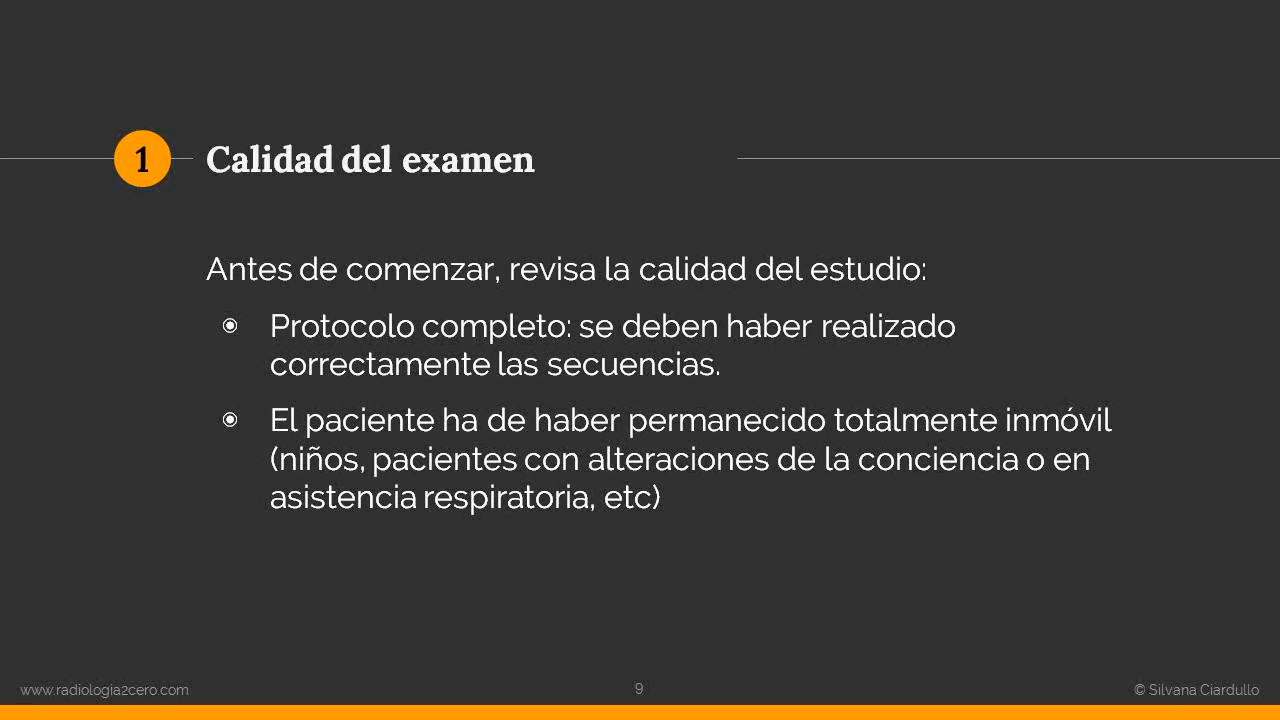 1 Calidad del examen
Antes de comenzar, revisa la calidad del estudio:
◉ Protocolo completo: se deben haber realizado
correctamente las secuencias.
◉ El paciente ha de haber permanecido totalmente inmóvil
(niños, pacientes con alteraciones de la conciencia o en
asistencia respiratoria, etc)
www.radiologia2cero.com 9 © Silvana Ciardullo